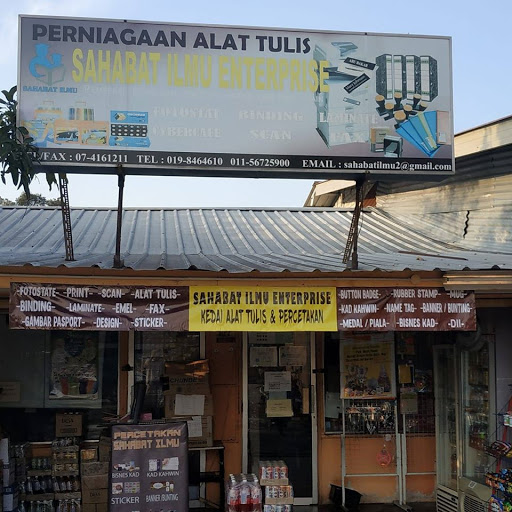 PERNIAGAAN ALAT TULIS
SAHABAT ILMU ENTERPRISE
SAHABAT ILMU
FOTOSTAT BINDING LAMINATE
CYBERCAFE SCAN FAX
/FAX : 07-4161211 TEL : 019-8464610 011-56725900 EMAIL : sahabatilmu2@gmail.com
FOTOSTATE- PRINT - SCAN- ALAT TULIS-
BINDING- LAMINATE - EMEL - FAX-
-GAMBAR PASPORT- -DESIGN- STICKER-
SAHABAT ILMU ENTERPRISE
KEDAI ALAT TULIS & PERCETAKAN
-BUTTON BADGE- -RUBBER STAMP- -MUG-
-KAD KAHWIN- -NAME TAG- -BANNER / BUNTING-
-MEDAL / PIALA- -BISNES KAD- -DLL-
PERCETAKAN
SAHABAT ILMU
BISNES KAD KAD KAHWIN
STICKER BANNER/BUNTING